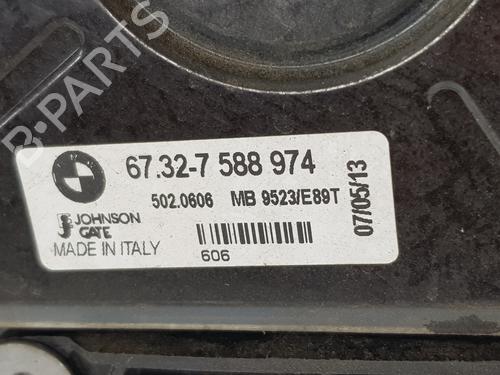 B-PARTS
67.32-7 588 974
502.0606 MB 9523/E89T
JOHNSON
GATE
MADE IN ITALY
606
07/05/13